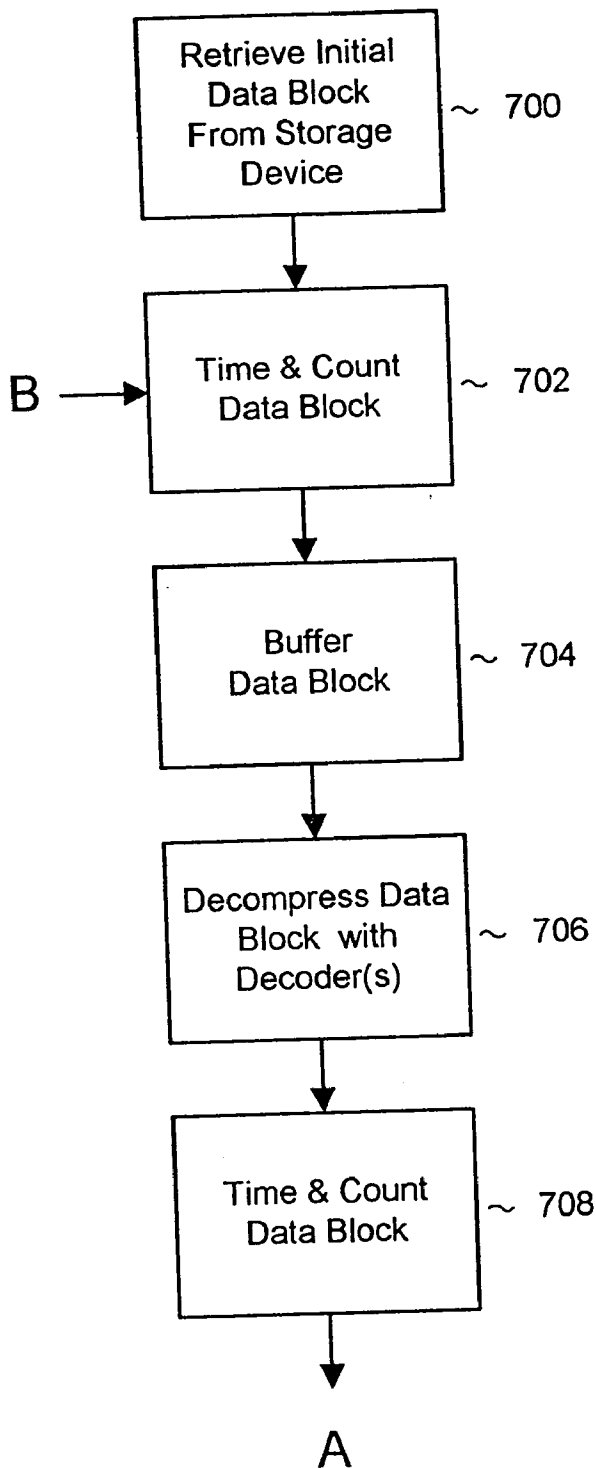 Retrieve Initial
Data Block
From Storage
Device
~ 700
B
Time & Count
Data Block
~ 702
Buffer
Data Block
~ 704
Decompress Data
Block with
Decoder(s)
~ 706
Time & Count
Data Block
~ 708
A